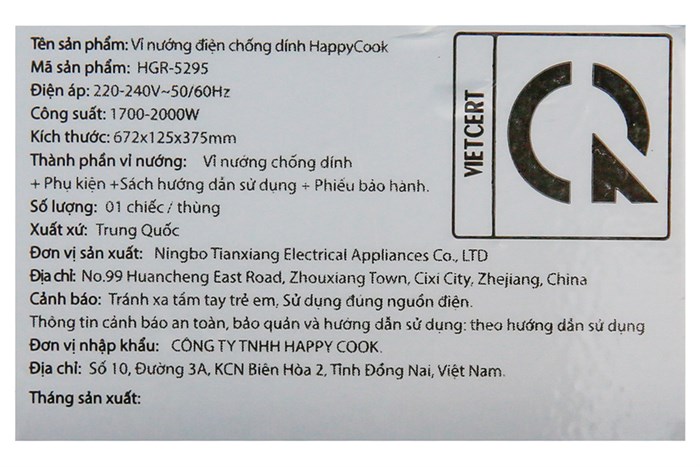 Tên sản phẩm: Vỉ nướng điện chống dính HappyCook
Mã sản phẩm: HGR-5295
Điện áp: 220-240V~50/60Hz
Công suất: 1700-2000W
Kích thước: 672x125x375mm
Thành phần vỉ nướng: Vỉ nướng chống dính
+ Phụ kiện +Sách hướng dẫn sử dụng + Phiếu bảo hành.
Số lượng: 01 chiếc / thùng
Xuất xứ: Trung Quốc
Đơn vị sản xuất: Ningbo Tianxiang Electrical Appliances Co., LTD
Địa chỉ: No.99 Huancheng East Road, Zhouxiang Town, Cixi City, Zhejiang, China
Cảnh báo: Tránh xa tầm tay trẻ em, Sử dụng đúng nguồn điện.
Thông tin cảnh báo an toàn, bảo quản và hướng dẫn sử dụng: theo hướng dẫn sử dụng
Đơn vị nhập khẩu: CÔNG TY TNHH HAPPY COOK.
Địa chỉ: Số 10, Đường 3A, KCN Biên Hòa 2, Tỉnh Đồng Nai, Việt Nam.
Tháng sản xuất:
VIETCERT
CR